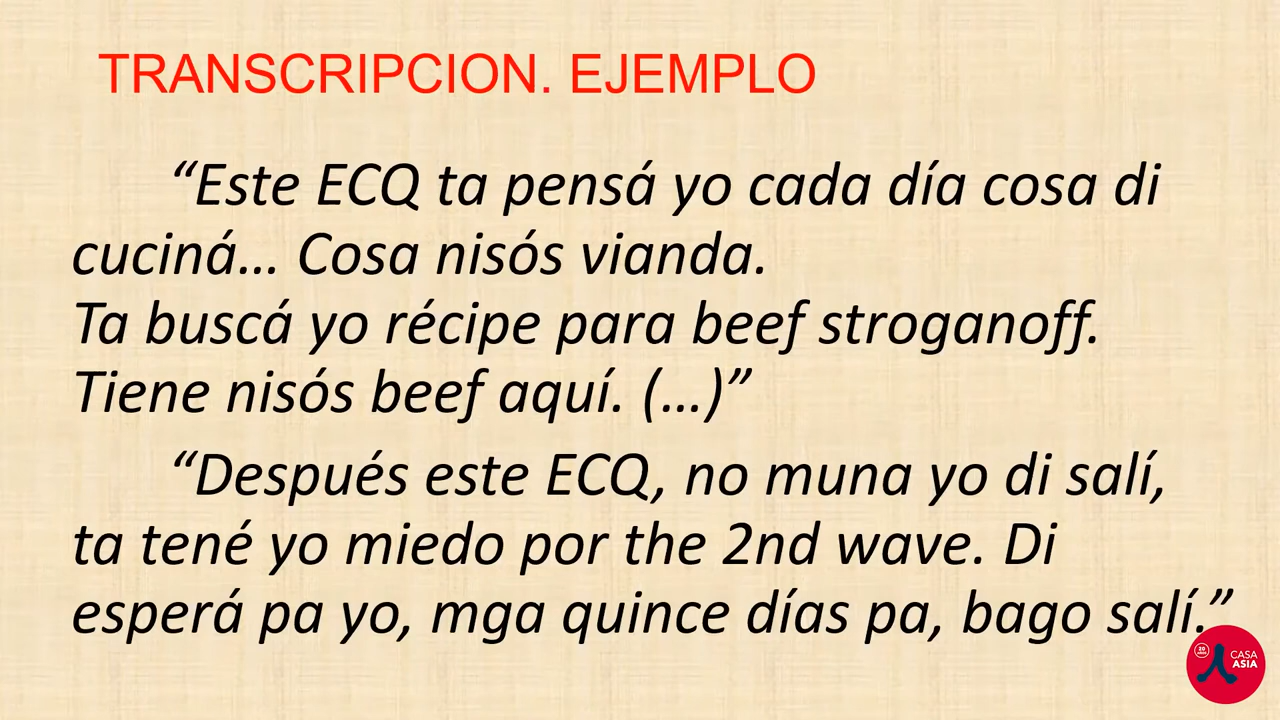 TRANSCRIPCION. EJEMPLO
“Este ECQ ta pensá yo cada día cosa di
cuciná… Cosa nisós vianda.
Ta buscá yo récipe para beef stroganoff.
Tiene nisós beef aquí. (…)”
“Después este ECQ, no muna yo di salí,
ta tené yo miedo por the 2nd wave. Di
esperá pa yo, mga quince días pa, bago salí.”
20
CASA
ASIA